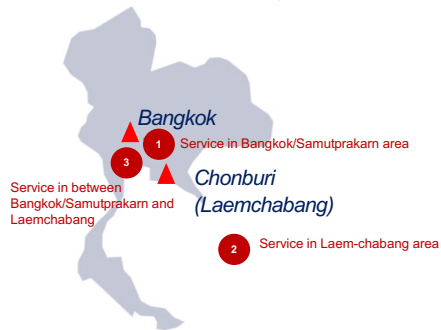 Bangkok
1
Service in Bangkok/Samutprakarn area
3
Service in between
Bangkok/Samutprakarn and
Laemchabang
Chonburi
(Laemchabang)
2
Service in Laem-chabang area